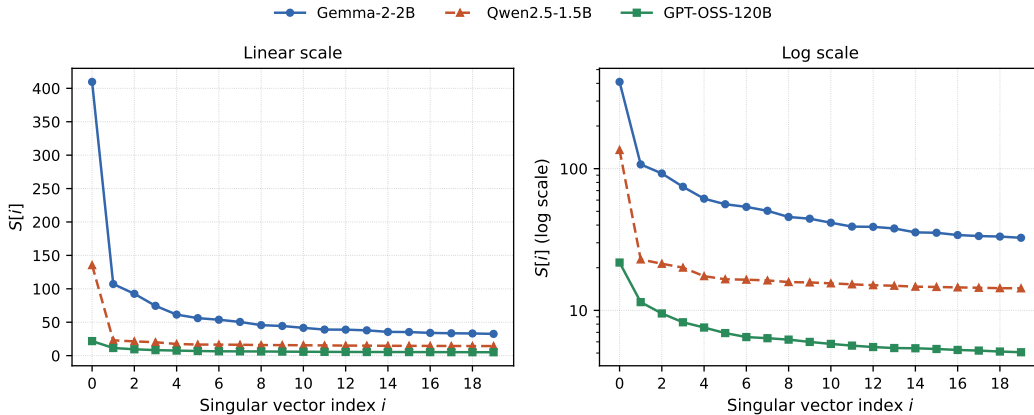 Gemma-2-2B Qwen2.5-1.5B GPT-OSS-120B
Linear scale
400
350
300
250
200
150
100
50
0
S[i]
0 2 4 6 8 10 12 14 16 18
Singular vector index i
Log scale
100
10
S[i] (log scale)
0 2 4 6 8 10 12 14 16 18
Singular vector index i